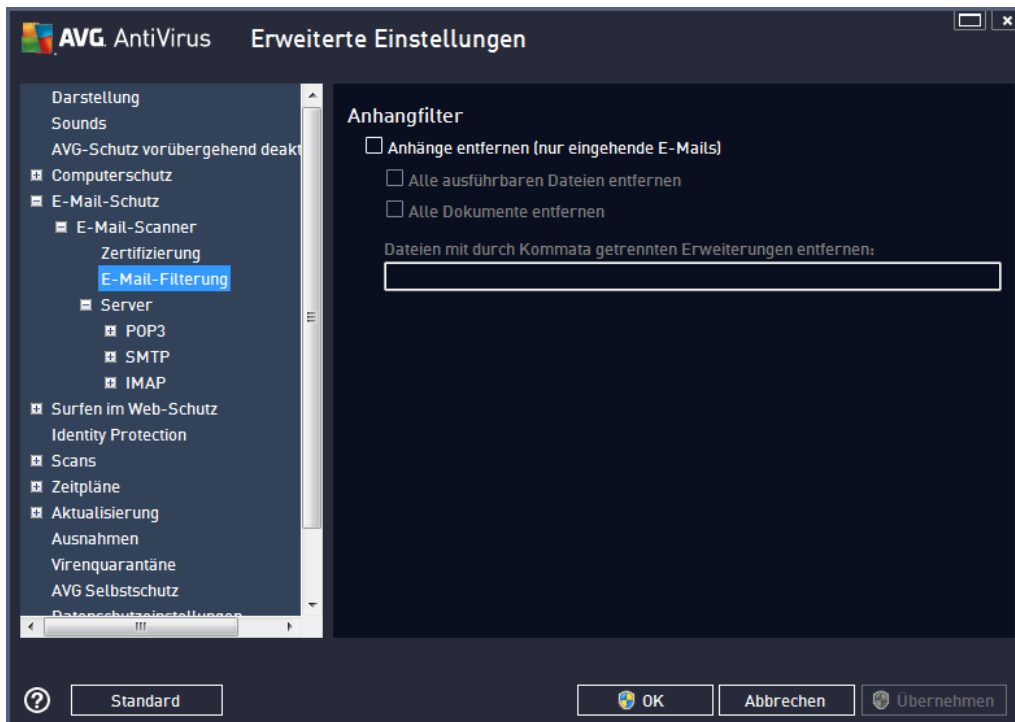 AVG AntiVirus Erweiterte Einstellungen
Darstellung
Sounds
AVG-Schutz vorübergehend deakt
Computerschutz
E-Mail-Schutz
E-Mail-Scanner
Zertifizierung
E-Mail-Filterung
Server
POP3
SMTP
IMAP
Surfen im Web-Schutz
Identity Protection
Scans
Zeitpläne
Aktualisierung
Ausnahmen
Virenquarantäne
AVG Selbstschutz
Datenschutzeinstellungen
Anhangfilter
Anhänge entfernen (nur eingehende E-Mails)
Alle ausführbaren Dateien entfernen
Alle Dokumente entfernen
Dateien mit durch Kommata getrennten Erweiterungen entfernen:
Standard
OK
Abbrechen
Übernehmen